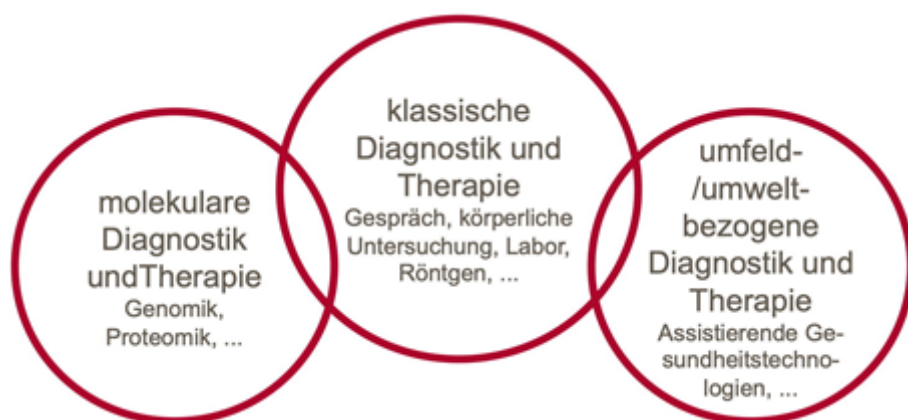 molekulare
Diagnostik
undTherapie
Genomik,
Proteomik, ...
klassische
Diagnostik und
Therapie
Gespräch, körperliche
Untersuchung, Labor,
Röntgen, ...
umfeld-
/umwelt-
bezogene
Diagnostik und
Therapie
Assistierende Ge-
sundheitstechno-
logien, ...